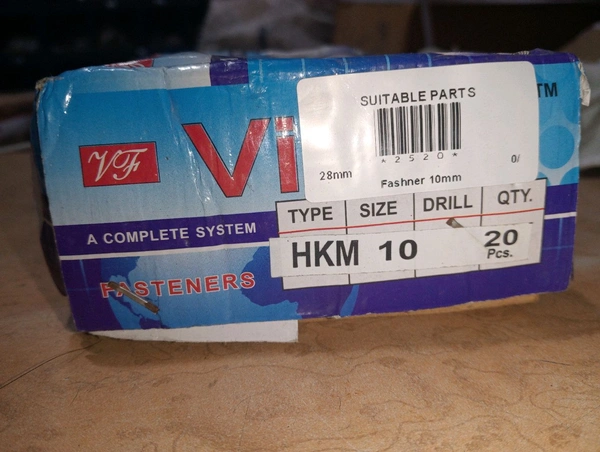 SUITABLE PARTS
*2520*
28mm
0/
Fashner 10mm
TM
VF
Vi
TYPE SIZE DRILL QTY.
HKM 10 20 Pcs.
A COMPLETE SYSTEM
FASTENERS